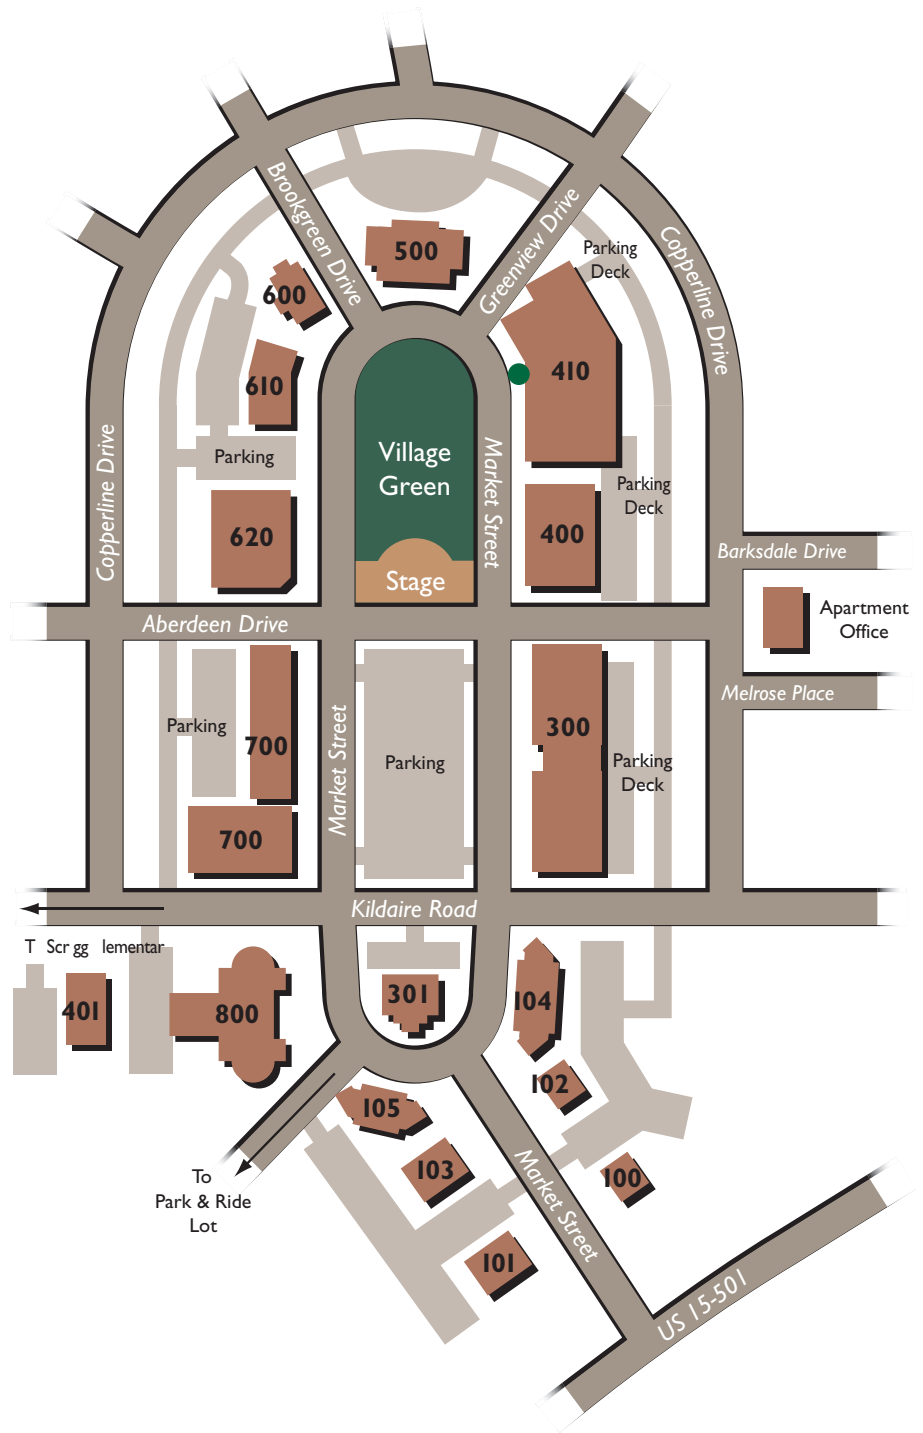 Brookgreen Drive
500
Greenview Drive
Parking
Deck
Copperline Drive
600
410
610
Village
Green
Market Street
Copperline Drive
Parking
Parking
Deck
620
400
Barksdale Drive
Stage
Apartment
Office
Aberdeen Drive
Melrose Place
Parking
700
Market Street
Parking
300
Parking
Deck
700
Kildaire Road
T Scr gg lementar
401
800
301
104
102
105
103
100
To
Park & Ride
Lot
Market Street
101
US 15-501